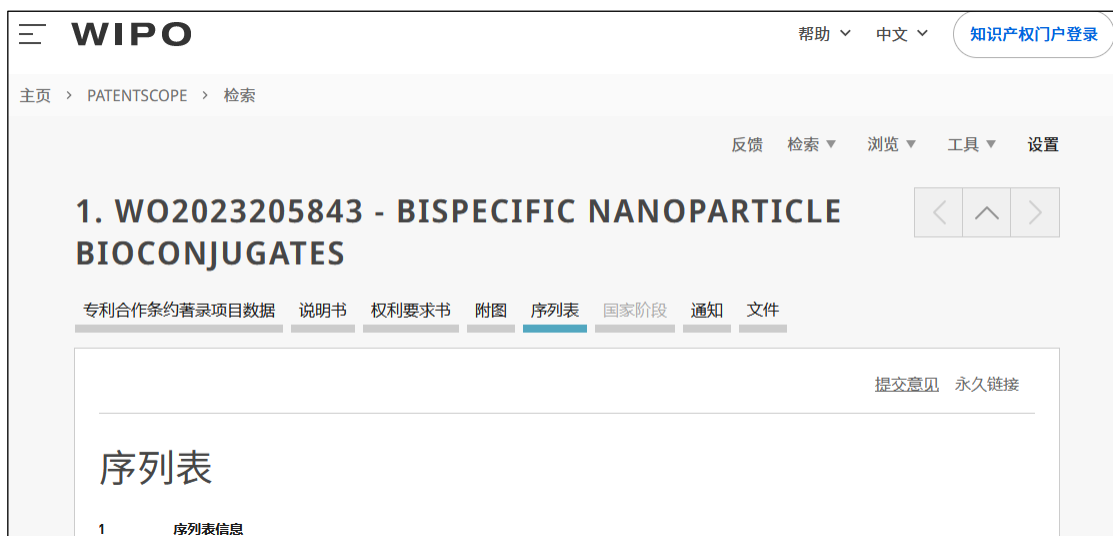 WIPO 帮助 中文 知识产权门户登录
主页 > PATENTSCOPE > 检索
反馈 检索 浏览 工具 设置
1. WO2023205843 - BISPECIFIC NANOPARTICLE
BIOCONJUGATES
专利合作条约著录项目数据 说明书 权利要求书 附图 序列表 国家阶段 通知 文件
提交意见 永久链接
序列表
1 序列表信息